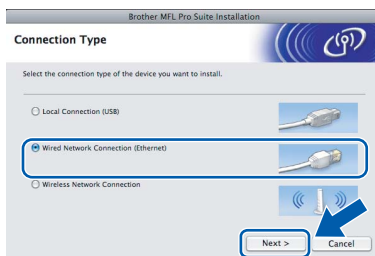 Brother MFL Pro Suite Installation
Connection Type
Select the connection type of the device you want to install.
Local Connection (USB)
Wired Network Connection (Ethernet)
Wireless Network Connection
Next >
Cancel